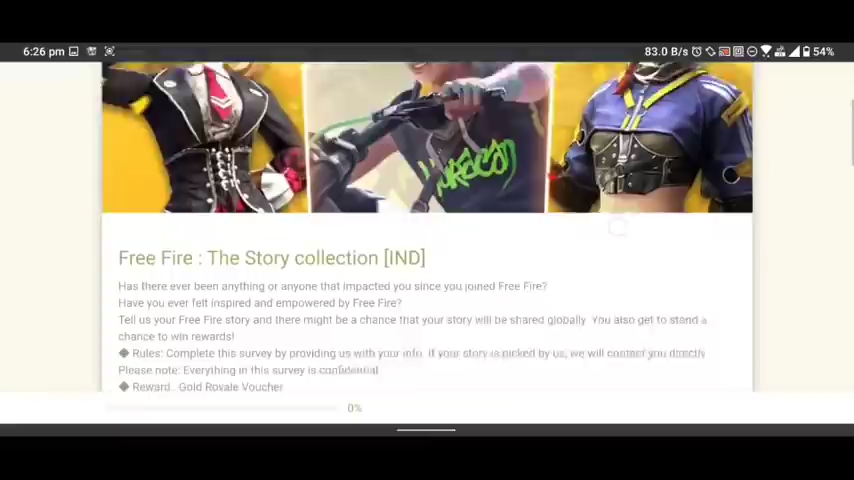 6:26 pm
83.0 B/s
54%
Huracan
Free Fire : The Story collection [IND]
Has there ever been anything or anyone that impacted you since you joined Free Fire?
Have you ever felt inspired and empowered by Free Fire?
Tell us your Free Fire story and there might be a chance that your story will be shared globally. You also get to stand a
chance to win rewards!
◆ Rules: Complete this survey by providing us with your info. If your story is picked by us, we will contact you directly
Please note: Everything in this survey is confidential
◆ Reward: Gold Royale Voucher
0%